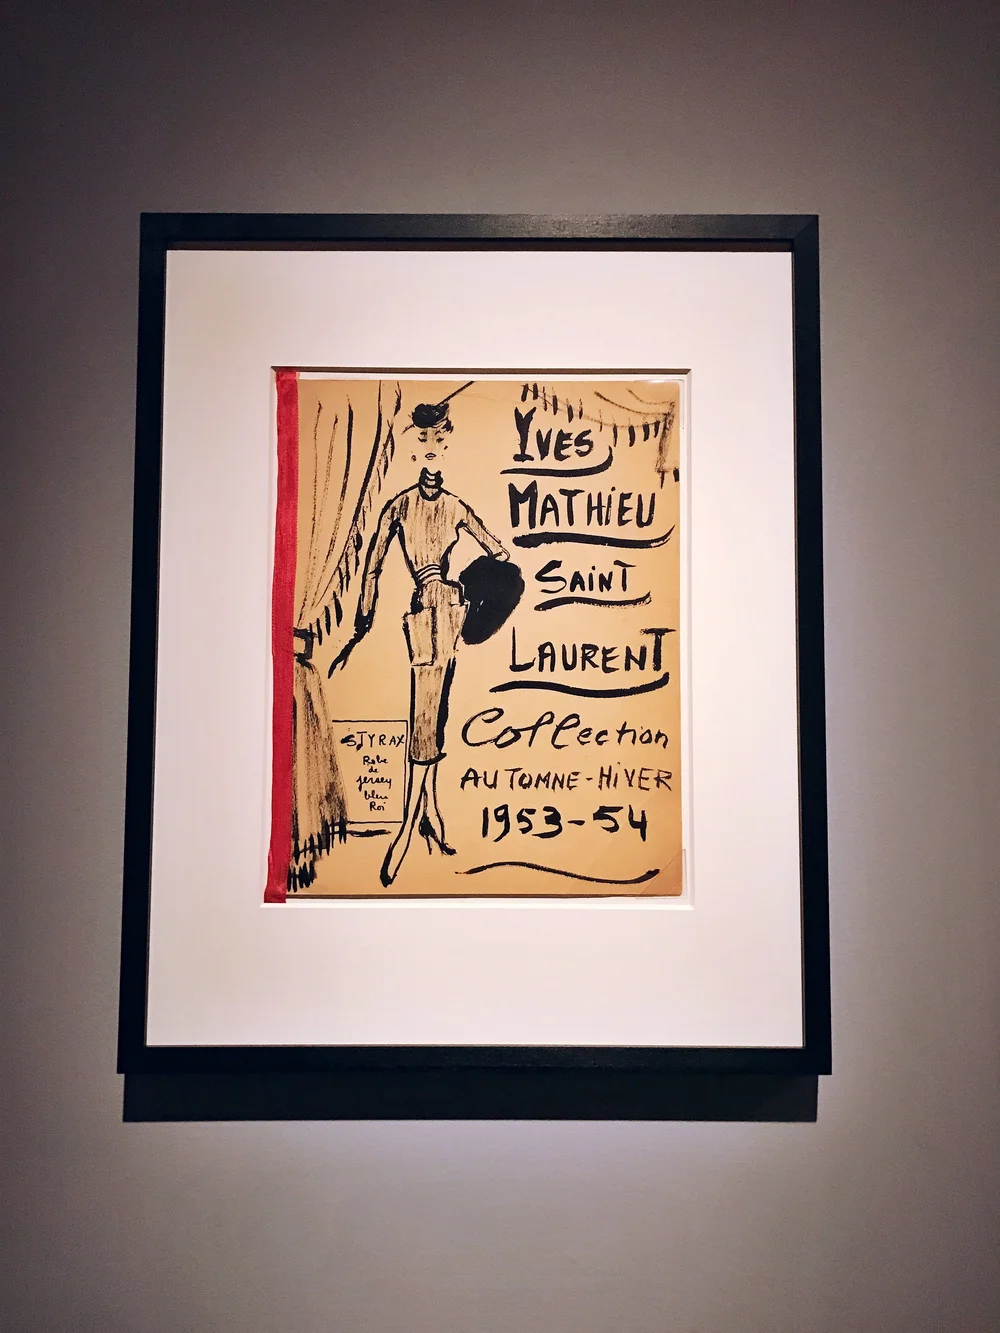 YVES
MATHiEU
SAiNT
LAURENT
Collection
AUTOMNE-HiVER
1953-54
STYRAX
Robe
de
jersey
bleu
Roi